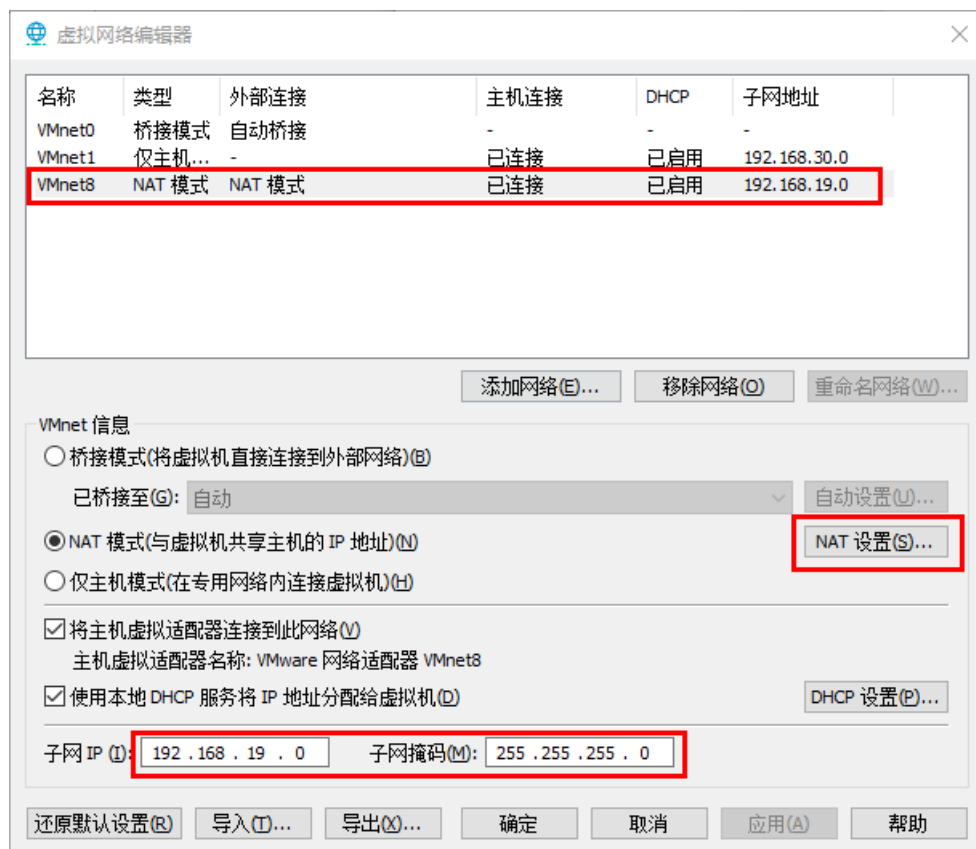 虚拟网络编辑器
名称 类型 外部连接 主机连接 DHCP 子网地址
VMnet0 桥接模式 自动桥接 - - -
VMnet1 仅主机... - 已连接 已启用 192.168.30.0
VMnet8 NAT 模式 NAT 模式 已连接 已启用 192.168.19.0
添加网络(E)... 移除网络(O) 重命名网络(W)...
VMnet 信息
桥接模式(将虚拟机直接连接到外部网络)(B)
已桥接至(G): 自动 自动设置(U)...
NAT 模式(与虚拟机共享主机的 IP 地址)(N) NAT 设置(S)...
仅主机模式(在专用网络内连接虚拟机)(H)
将主机虚拟适配器连接到此网络(V)
主机虚拟适配器名称: VMware 网络适配器 VMnet8
使用本地 DHCP 服务将 IP 地址分配给虚拟机(D) DHCP 设置(P)...
子网 IP (I): 192 . 168 . 19 . 0 子网掩码(M): 255 . 255 . 255 . 0
还原默认设置(R) 导入(T)... 导出(X)... 确定 取消 应用(A) 帮助